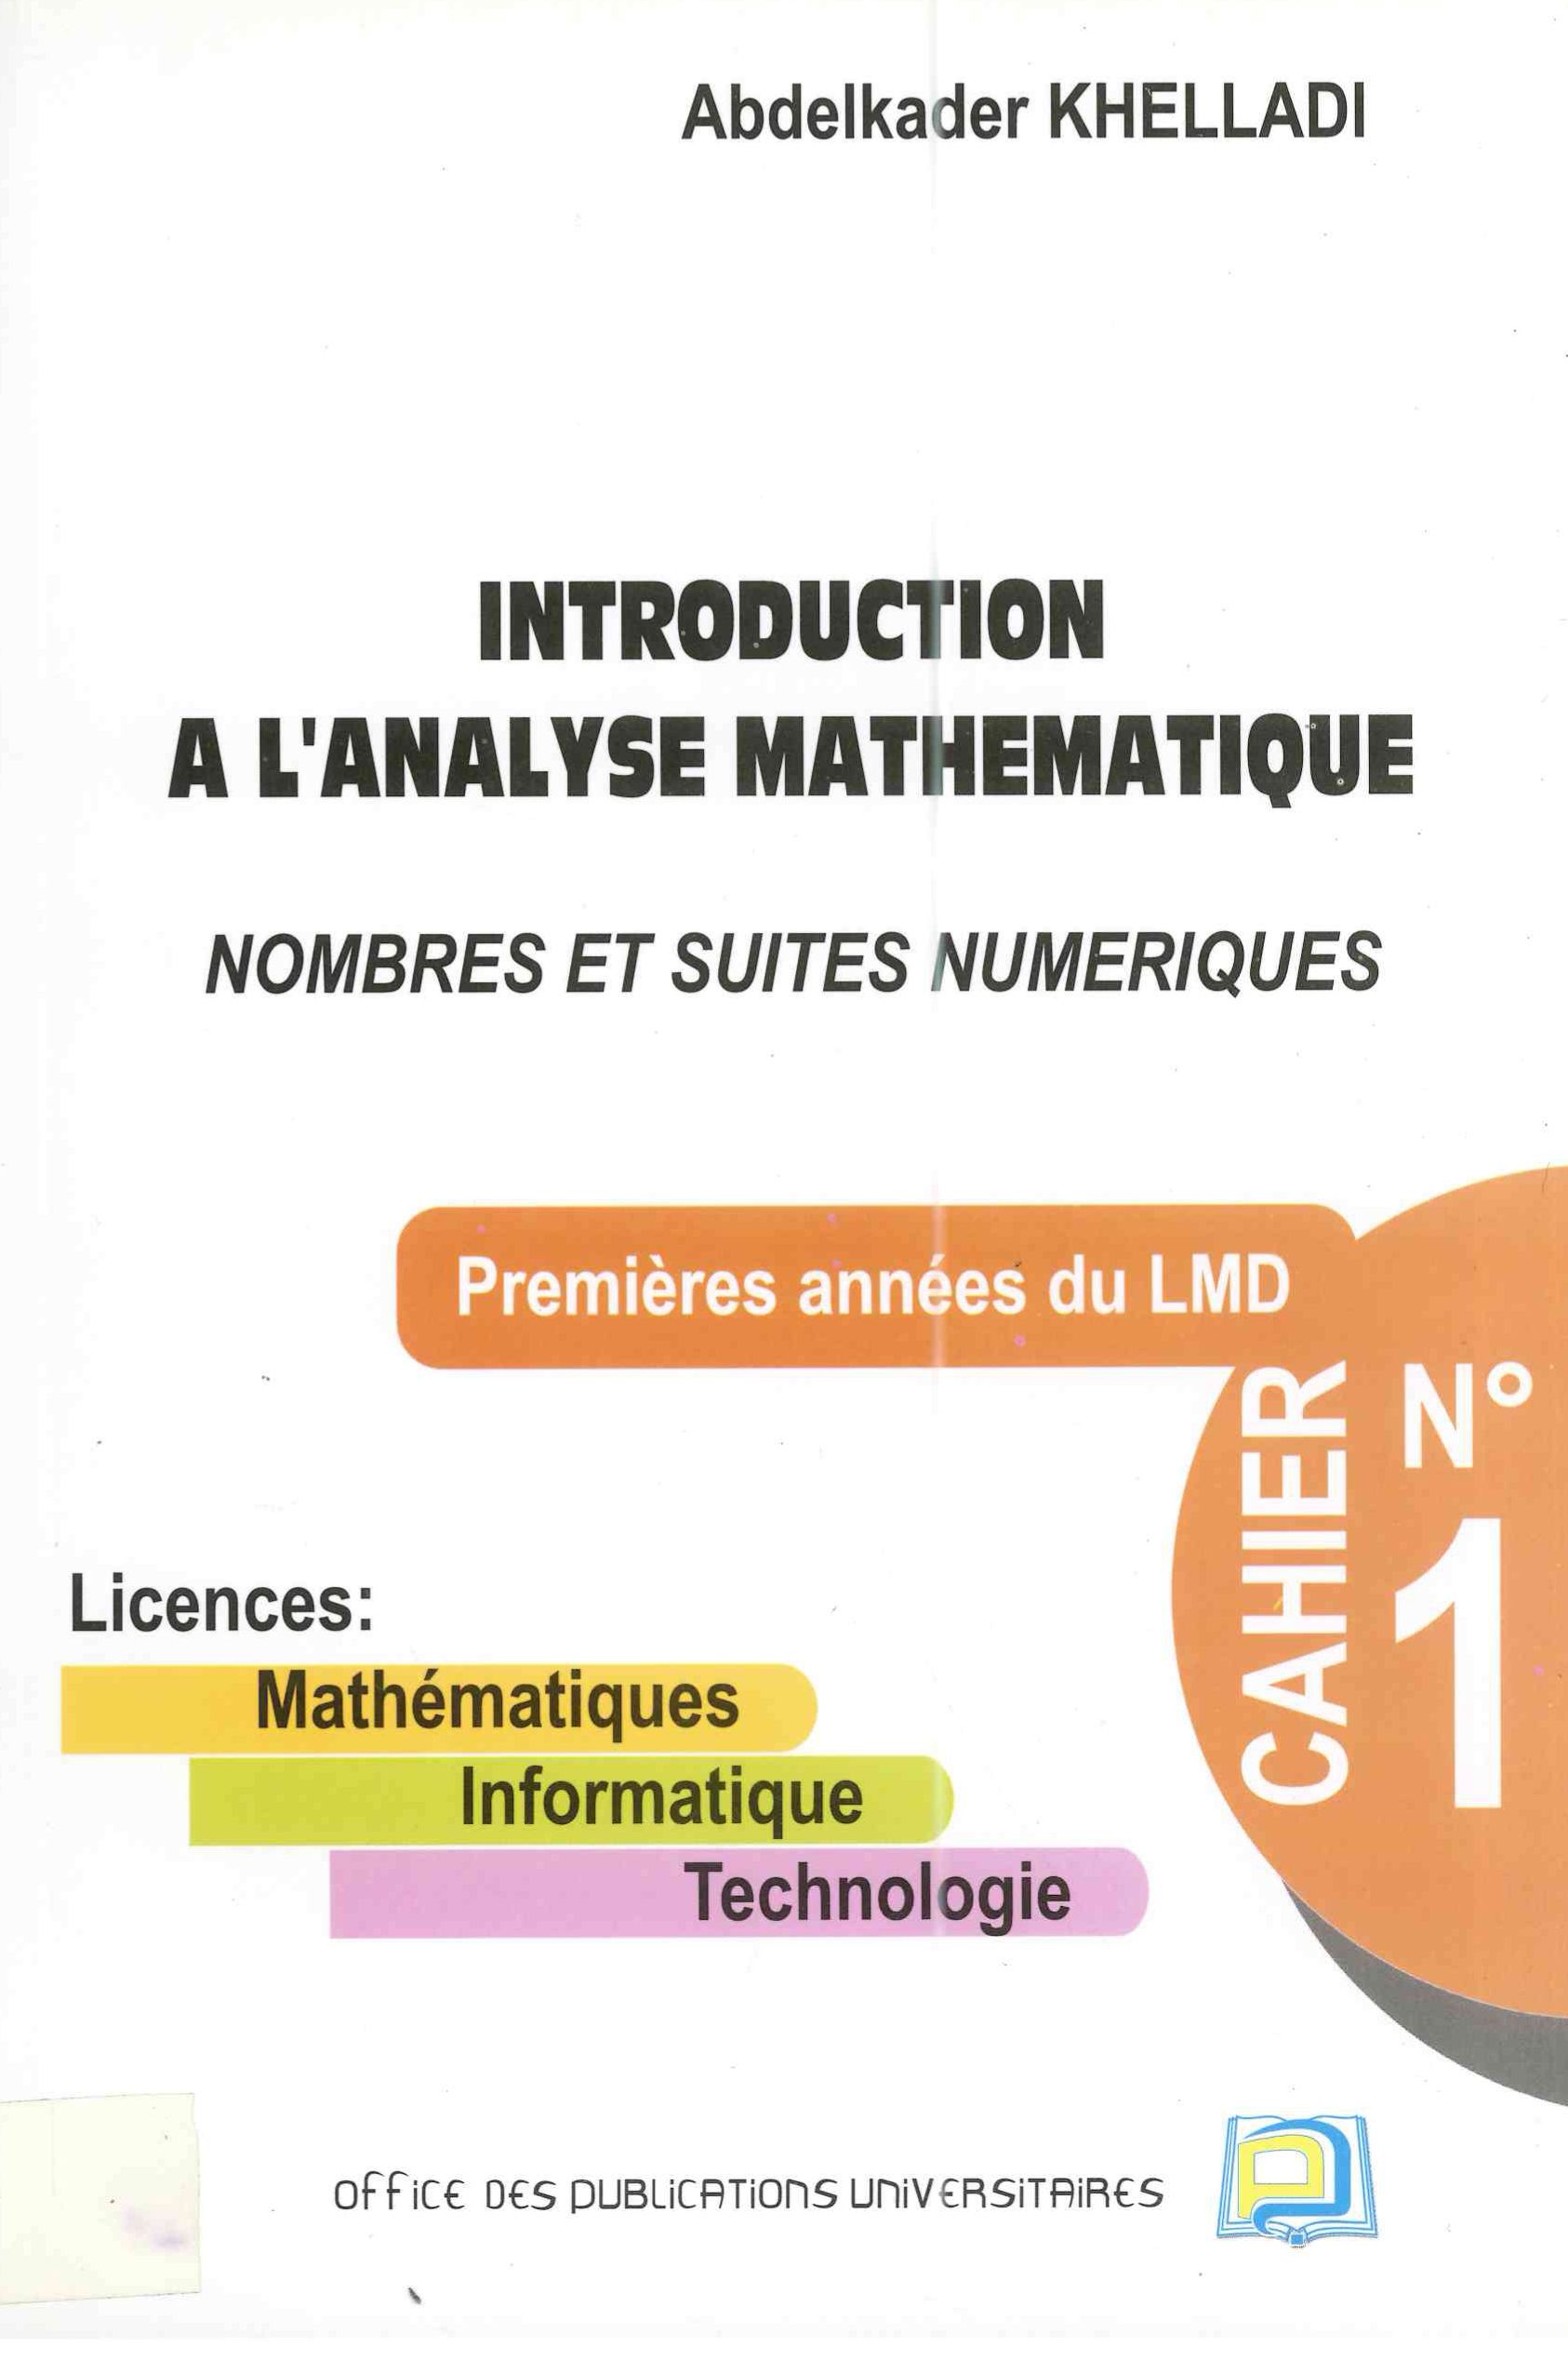 Abdelkader KHELLADI
INTRODUCTION
A L'ANALYSE MATHEMATIQUE
NOMBRES ET SUITES NUMERIQUES
Premières années du LMD
CAHIER
N°
1
Licences:
Mathématiques
Informatique
Technologie
OFFICE DES PUBLICATIONS UNIVERSITAIRES